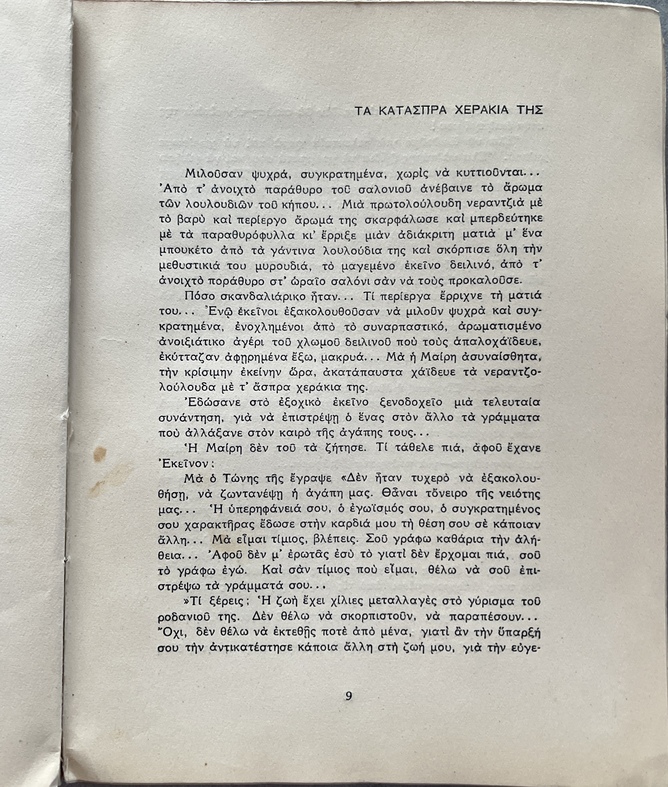 ΤΑ ΚΑΤΑΣΠΡΑ ΧΕΡΑΚΙΑ ΤΗΣ
Μιλοῦσαν ψυχρά, συγκρατημένα, χωρὶς νὰ κυττιοῦνται...
Ἀπὸ τ' ἀνοιχτὸ παράθυρο τοῦ σαλονιοῦ ἀνέβαινε τὸ ἄρωμα
τῶν λουλουδιῶν τοῦ κήπου... Μιὰ πρωτολούλουδη νεραντζιὰ μὲ
τὸ βαρὺ καὶ περίεργο ἄρωμά της σκαρφάλωσε καὶ μπερδεύτηκε
μὲ τὰ παραθυρόφυλλα κι' ἔρριξε μιὰν ἀδιάκριτη ματιὰ μ' ἕνα
μπουκέτο ἀπὸ τὰ γάντινα λουλούδια της καὶ σκόρπισε ὅλη τὴν
μεθυστικιά του μυρουδιά, τὸ μαγεμένο ἐκεῖνο δειλινό, ἀπὸ τ'
ἀνοιχτὸ ποράθυρο στ' ὡραῖο σαλόνι σὰν νὰ τοὺς προκαλοῦσε.
Πόσο σκανδαλιάρικο ἦταν... Τί περίεργα ἔρριχνε τὴ ματιά
του... Ἐνῷ ἐκεῖνοι ἐξακολουθοῦσαν νὰ μιλοῦν ψυχρὰ καὶ συγ-
κρατημένα, ἐνοχλημένοι ἀπὸ τὸ συναρπαστικό, ἀρωματισμένο
ἀνοιξιάτικο ἀγέρι τοῦ χλωμοῦ δειλινοῦ ποὺ τοὺς ἁπαλοχάϊδευε,
ἐκύτταζαν ἀφηρημένα ἔξω, μακρυά... Μὰ ἡ Μαίρη ἀσυναίσθητα,
τὴν κρίσιμην ἐκείνην ὥρα, ἀκατάπαυστα χάϊδευε τὰ νεραντζο-
λούλουδα μὲ τ' ἄσπρα χεράκια της.
Ἐδώσανε στὸ ἐξοχικὸ ἐκεῖνο ξενοδοχεῖο μιὰ τελευταία
συνάντηση, γιὰ νὰ ἐπιστρέψη ὁ ἕνας στὸν ἄλλο τὰ γράμματα
ποὺ ἀλλάξανε στὸν καιρὸ τῆς ἀγάπης τους...
Ἡ Μαίρη δὲν τοῦ τὰ ζήτησε. Τί τάθελε πιά, ἀφοῦ ἔχανε
Ἐκεῖνον;
Μὰ ὁ Τώνης τῆς ἔγραψε «Δὲν ἦταν τυχερὸ νὰ ἐξακολου-
θήση, νὰ ζωντανέψη ἡ ἀγάπη μας. Θἆναι τὄνειρο τῆς νειότης
μας... Ἡ ὑπερηφάνειά σου, ὁ ἐγωϊσμός σου, ὁ συγκρατημένος
σου χαρακτῆρας ἔδωσε στὴν καρδιά μου τὴ θέση σου σὲ κάποιαν
ἄλλη... Μὰ εἶμαι τίμιος, βλέπεις. Σοῦ γράφω καθάρια τὴν ἀλή-
θεια... Ἀφοῦ δὲν μ' ἐρωτᾶς ἐσὺ τὸ γιατὶ δὲν ἔρχομαι πιά, σοῦ
τὸ γράφω ἐγώ. Καὶ σὰν τίμιος ποὺ εἶμαι, θέλω νὰ σοῦ ἐπι-
στρέψω τὰ γράμματά σου...
»Τί ξέρεις; Ἡ ζωὴ ἔχει χίλιες μεταλλαγὲς στὸ γύρισμα τοῦ
ροδανιοῦ της. Δὲν θέλω νὰ σκορπιστοῦν, νὰ παραπέσουν...
Ὄχι, δὲν θέλω νὰ ἐκτεθῇς ποτὲ ἀπὸ μένα, γιατὶ ἂν τὴν ὕπαρξή
σου τὴν ἀντικατέστησε κάποια ἄλλη στὴ ζωή μου, γιὰ τὴν εὐγε-
9